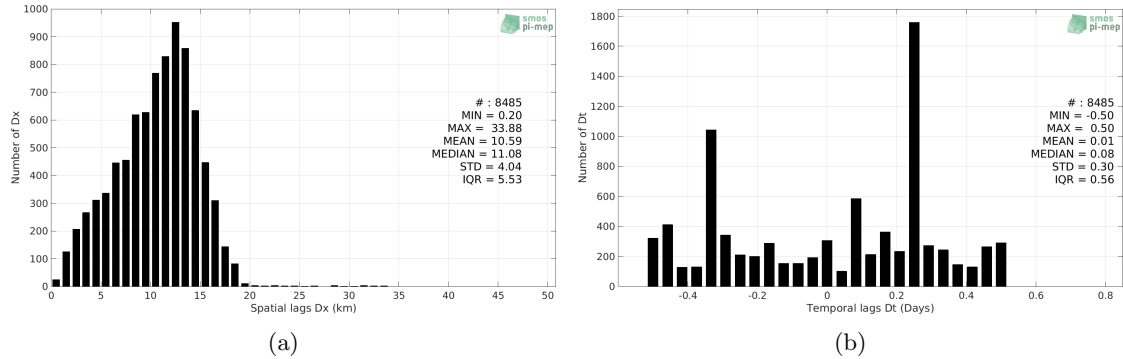 1000
900
800
700
600
500
400
300
200
100
0
Number of Dx
smos
pi-mep
# : 8485
MIN = 0.20
MAX = 33.88
MEAN = 10.59
MEDIAN = 11.08
STD = 4.04
IQR = 5.53
0 5 10 15 20 25 30 35 40 45 50
Spatial lags Dx (km)
(a)
1800
1600
1400
1200
1000
800
600
400
200
0
Number of Dt
smos
pi-mep
# : 8485
MIN = -0.50
MAX = 0.50
MEAN = 0.01
MEDIAN = 0.08
STD = 0.30
IQR = 0.56
-0.4 -0.2 0 0.2 0.4 0.6 0.8
Temporal lags Dt (Days)
(b)